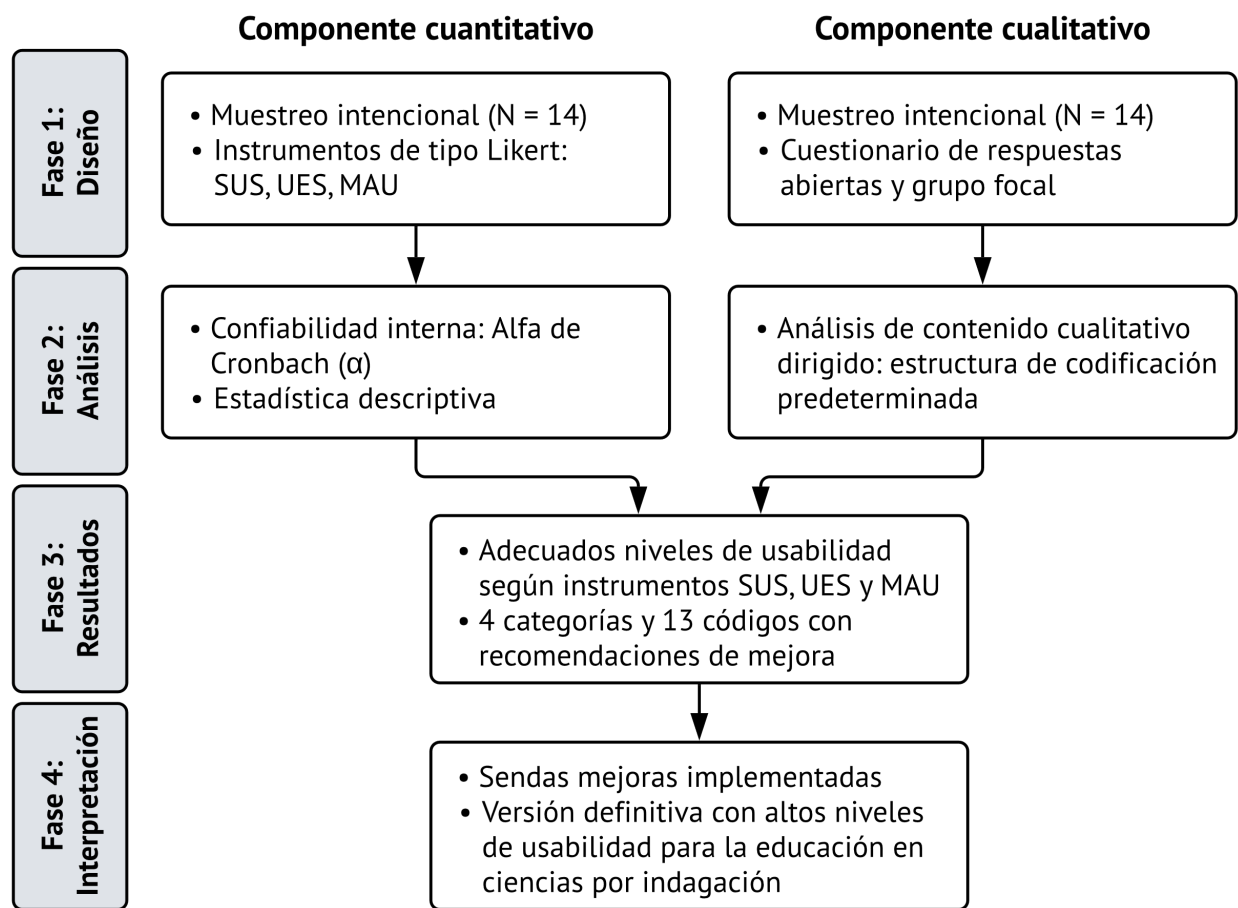 Componente cuantitativo
Componente cualitativo
Fase 1:
Diseño
• Muestreo intencional (N = 14)
• Instrumentos de tipo Likert:
SUS, UES, MAU
• Muestreo intencional (N = 14)
• Cuestionario de respuestas
abiertas y grupo focal
Fase 2:
Análisis
• Confiabilidad interna: Alfa de
Cronbach (α)
• Estadística descriptiva
• Análisis de contenido cualitativo
dirigido: estructura de codificación
predeterminada
Fase 3:
Resultados
• Adecuados niveles de usabilidad
según instrumentos SUS, UES y MAU
• 4 categorías y 13 códigos con
recomendaciones de mejora
Fase 4:
Interpretación
• Sendas mejoras implementadas
• Versión definitiva con altos niveles
de usabilidad para la educación en
ciencias por indagación